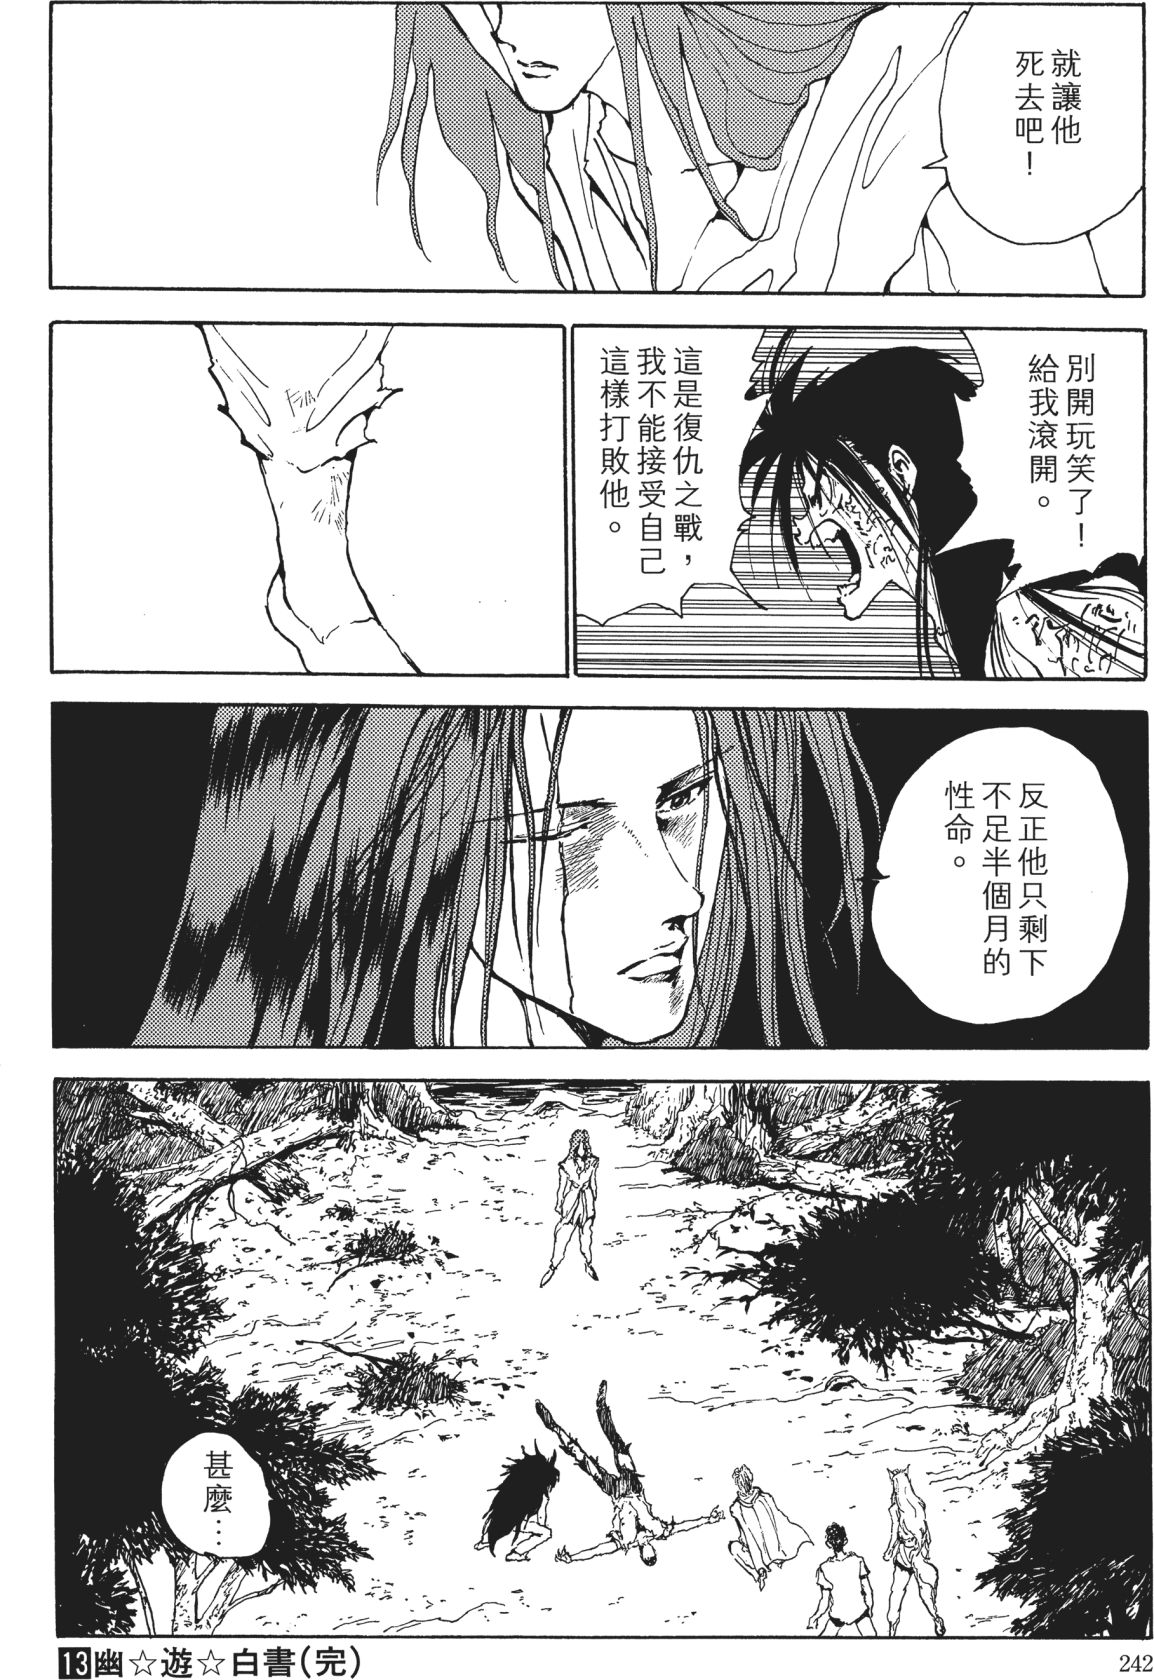 就讓他
死去吧！
別開玩笑了！
給我滾開。
這是復仇之戰，
我不能接受自己
這樣打敗他。
反正他只剩下
不足半個月的
性命。
甚麼…
13幽☆遊☆白書(完)
242